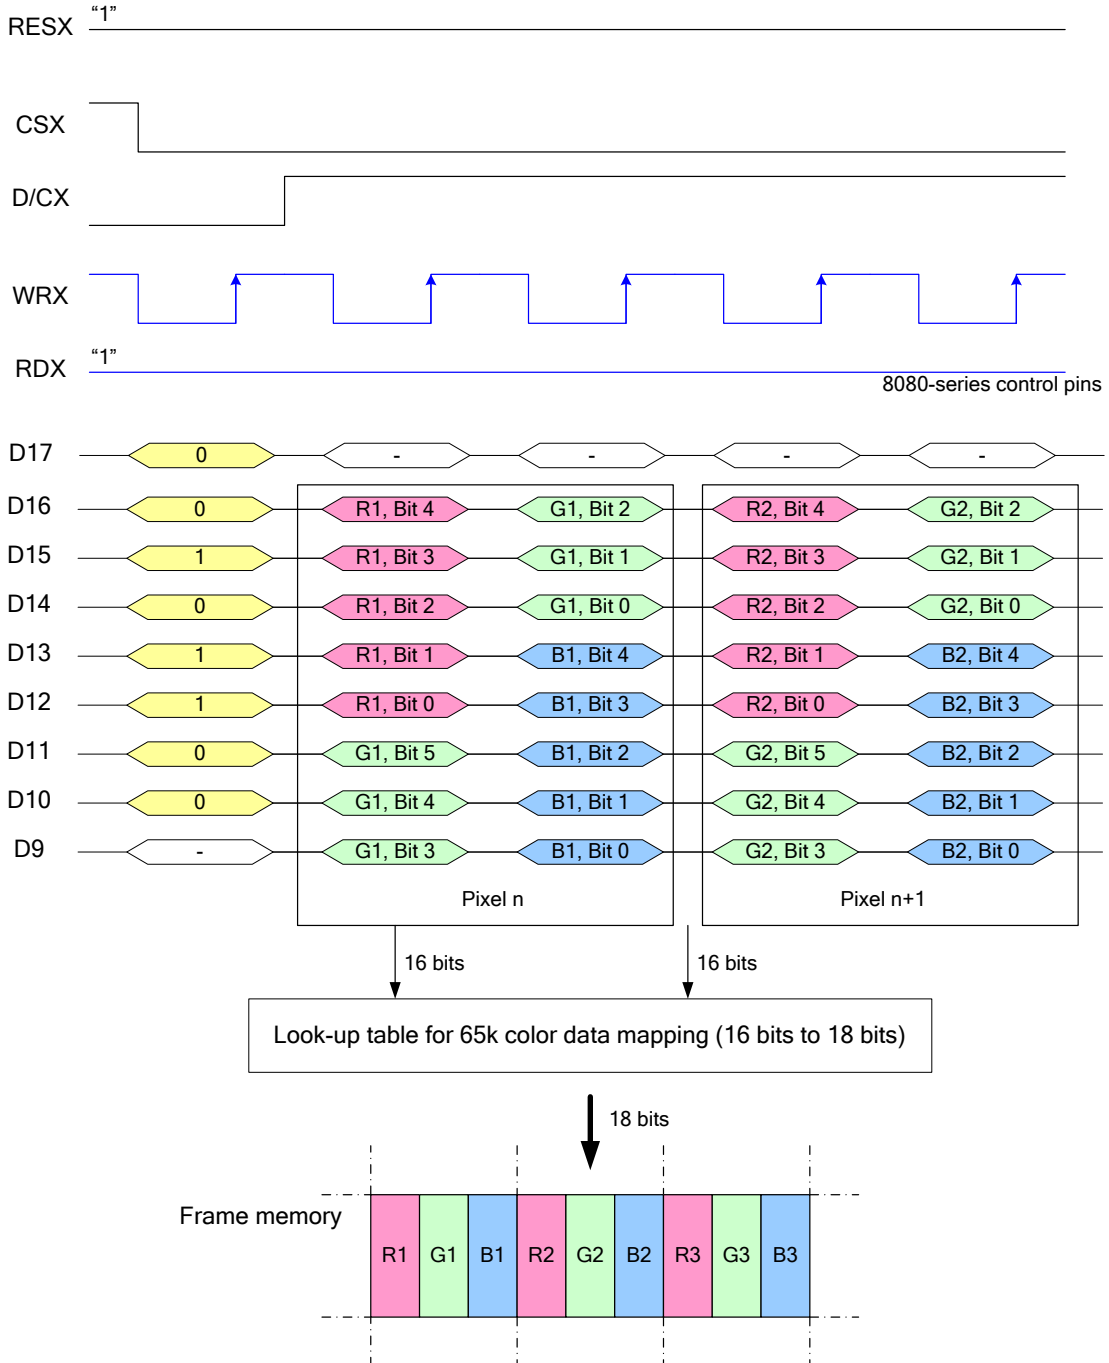 RESX “1”
CSX
D/CX
WRX
RDX “1”
8080-series control pins
D17 0 - - - -
D16 0 R1, Bit 4 G1, Bit 2 R2, Bit 4 G2, Bit 2
D15 1 R1, Bit 3 G1, Bit 1 R2, Bit 3 G2, Bit 1
D14 0 R1, Bit 2 G1, Bit 0 R2, Bit 2 G2, Bit 0
D13 1 R1, Bit 1 B1, Bit 4 R2, Bit 1 B2, Bit 4
D12 1 R1, Bit 0 B1, Bit 3 R2, Bit 0 B2, Bit 3
D11 0 G1, Bit 5 B1, Bit 2 G2, Bit 5 B2, Bit 2
D10 0 G1, Bit 4 B1, Bit 1 G2, Bit 4 B2, Bit 1
D9 - G1, Bit 3 B1, Bit 0 G2, Bit 3 B2, Bit 0
Pixel n Pixel n+1
16 bits 16 bits
Look-up table for 65k color data mapping (16 bits to 18 bits)
18 bits
Frame memory
R1 G1 B1 R2 G2 B2 R3 G3 B3